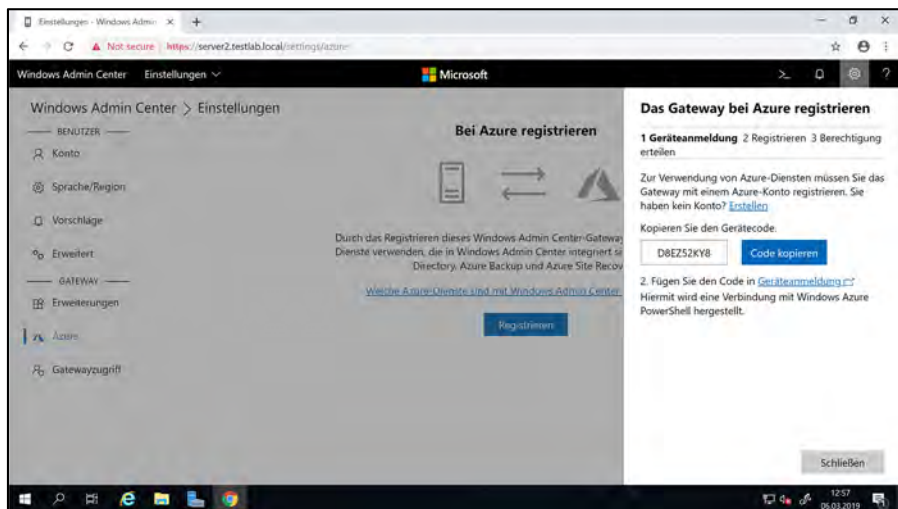 Einstellungen - Windows Admin
Not secure | https://server2.testlab.local/settings/azure
Windows Admin Center Einstellungen
Microsoft
?
Windows Admin Center > Einstellungen
BENUTZER
Konto
Sprache/Region
Vorschläge
Erweitert
GATEWAY
Erweiterungen
Azure
Gatewayzugriff
Bei Azure registrieren
Durch das Registrieren dieses Windows Admin Center-Gateway
Dienste verwenden, die in Windows Admin Center integriert si
Directory, Azure Backup und Azure Site Recov
Welche Azure-Dienste sind mit Windows Admin Center
Registrieren
Das Gateway bei Azure registrieren
1 Geräteanmeldung 2 Registrieren 3 Berechtigung
erteilen
Zur Verwendung von Azure-Diensten müssen Sie das
Gateway mit einem Azure-Konto registrieren. Sie
haben kein Konto? Erstellen
Kopieren Sie den Gerätecode.
D8EZ52KY8
Code kopieren
2. Fügen Sie den Code in Geräteanmeldung
Hiermit wird eine Verbindung mit Windows Azure
PowerShell hergestellt.
Schließen
12:57
05.03.2019